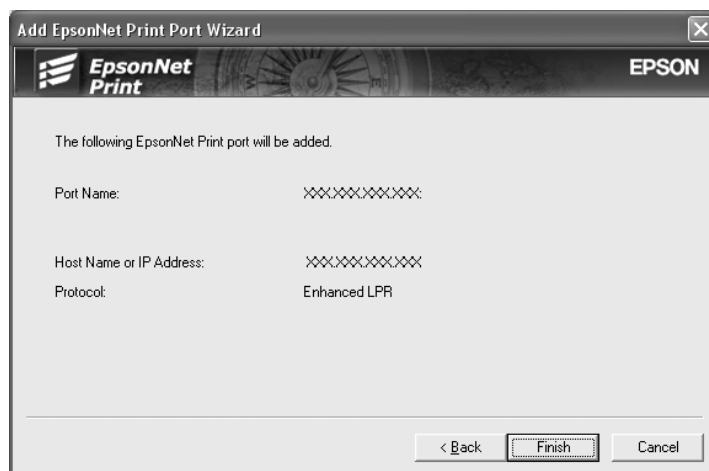 Add EpsonNet Print Port Wizard
EpsonNet
Print
EPSON
The following EpsonNet Print port will be added.
Port Name: XXX.XXX.XXX.XXX:
Host Name or IP Address: XXX.XXX.XXX.XXX
Protocol: Enhanced LPR
< Back Finish Cancel